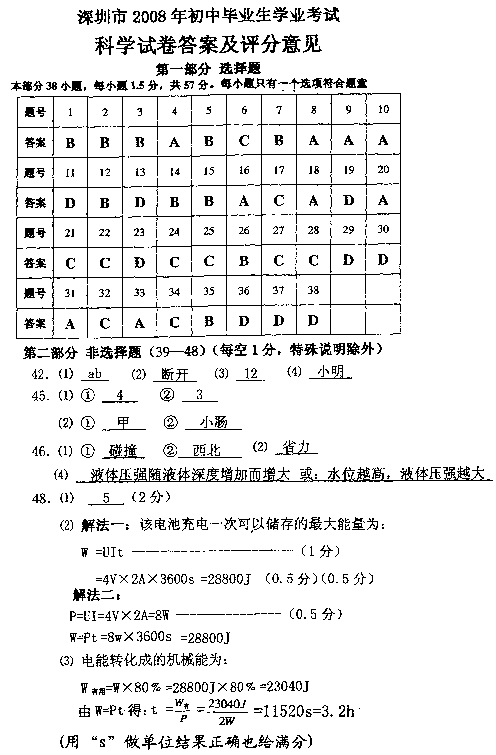 深圳市 2008 年初中毕业生学业考试
科学试卷答案及评分意见
第一部分 选择题
本部分 38 小题，每小题 1.5 分，共 57 分。每小题只有一个选项符合题意
题号 1 2 3 4 5 6 7 8 9 10
答案 B B B A B C B A A A
题号 11 12 13 14 15 16 17 18 19 20
答案 D B D B B A C A D A
题号 21 22 23 24 25 26 27 28 29 30
答案 C C D C C B C C D D
题号 31 32 33 34 35 36 37 38
答案 A C A C B D D D
第二部分 非选择题（39—48）（每空 1 分，特殊说明除外）
42. ⑴ ab ⑵ 断开 ⑶ 12 ⑷ 小明
45. ⑴ ① 4 ② 3
⑵ ① 甲 ② 小肠
46. ⑴ ① 碰撞 ② 西北 ⑵ 省力
⑷ 液体压强随液体深度增加而增大 或：水位越高，液体压强越大
48. ⑴ 5 （2 分）
⑵ 解法一：该电池充电一次可以储存的最大能量为：
W =UIt ——————————（1 分）
=4V×2A×3600s =28800J （0.5 分）（0.5 分）
解法二：
P=UI=4V×2A=8W ——————（0.5 分）
W=Pt =8w×3600s =28800J
⑶ 电能转化成的机械能为：
W有用=W×80％ =28800J×80％ =23040J
由 W=Pt 得：t =W有/P =23040J/2W =11520s=3.2h
(用 “s” 做单位结果正确也给满分)